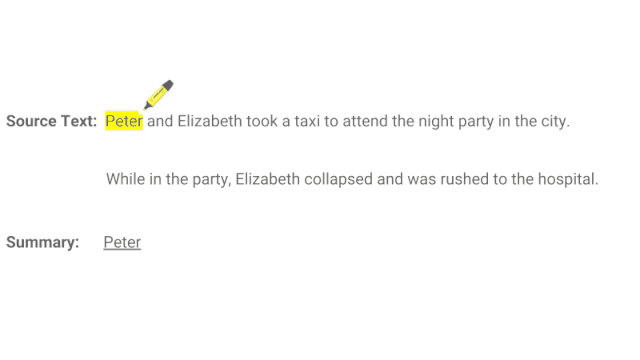 Source Text: Peter and Elizabeth took a taxi to attend the night party in the city.
While in the party, Elizabeth collapsed and was rushed to the hospital.
Summary: Peter